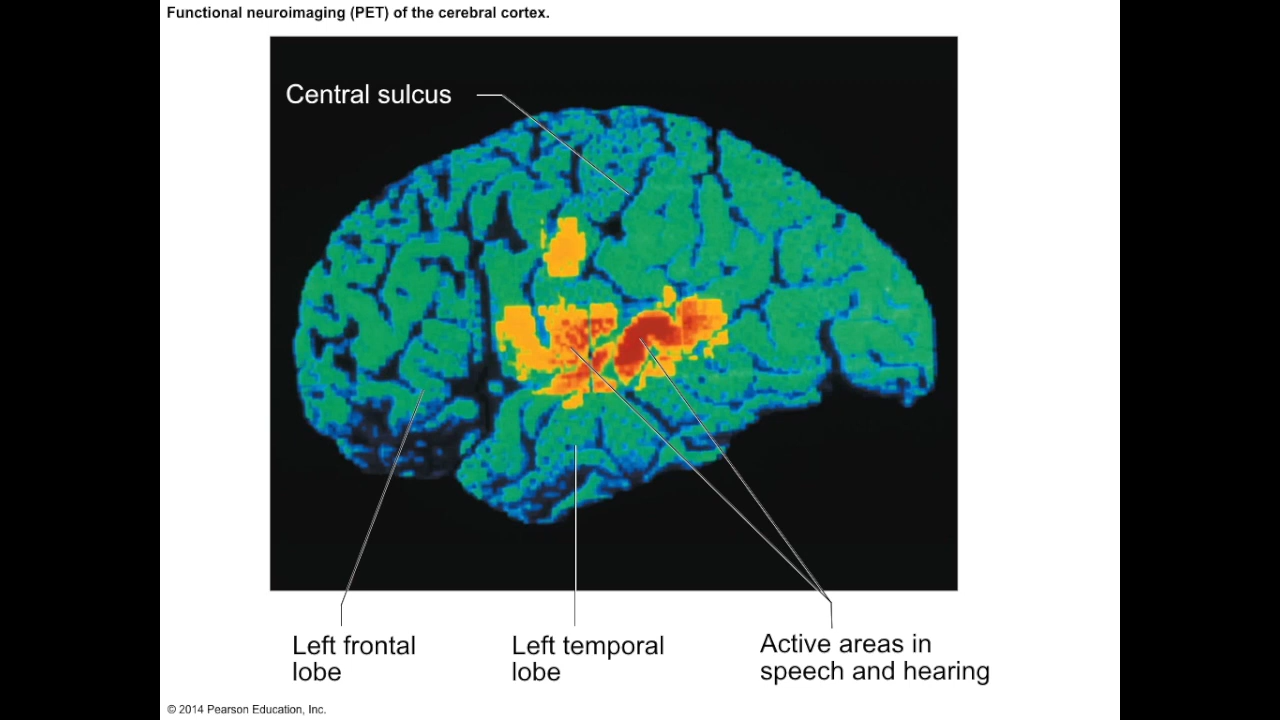 Functional neuroimaging (PET) of the cerebral cortex.
Central sulcus
Left frontal
lobe
Left temporal
lobe
Active areas in
speech and hearing
© 2014 Pearson Education, Inc.